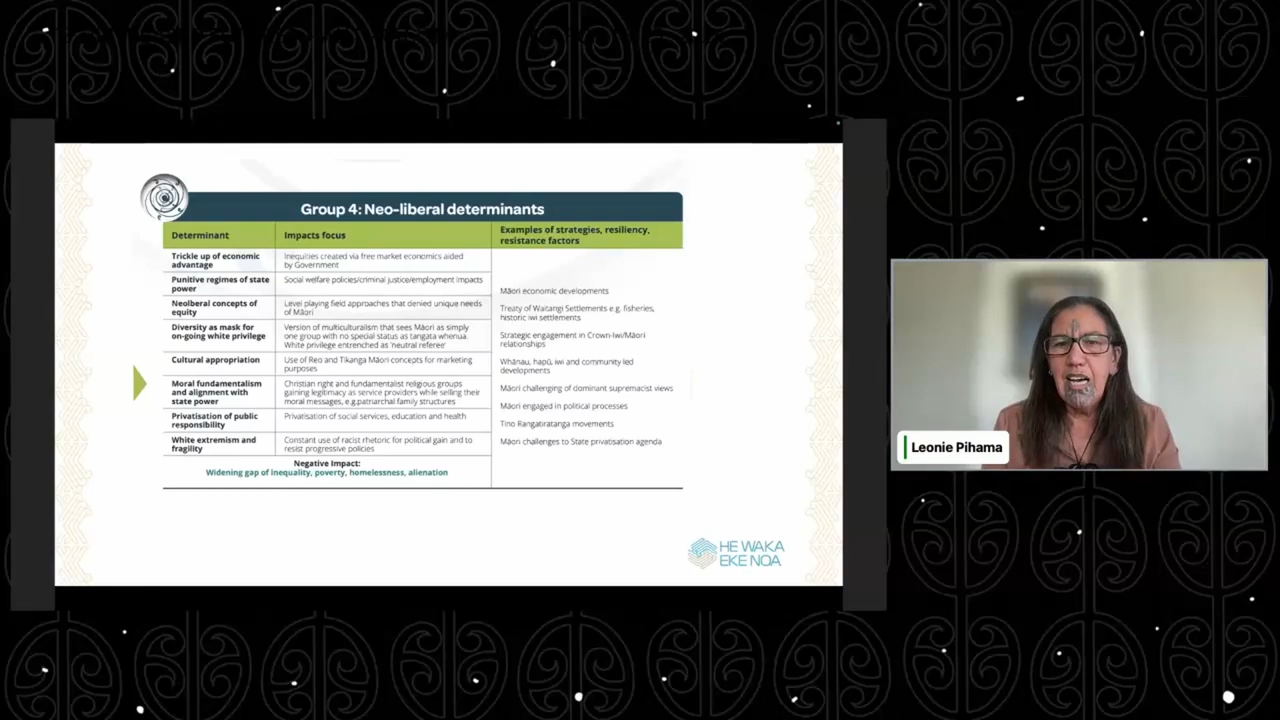 Group 4: Neo-liberal determinants
Determinant
Impacts focus
Examples of strategies, resiliency,
resistance factors
Trickle up of economic
advantage
Inequities created via free market economics aided
by Government
Punitive regimes of state
power
Social welfare policies/criminal justice/employment impacts
Neolberal concepts of
equity
Level playing field approaches that denied unique needs
of Māori
Diversity as mask for
on-going white privilege
Version of multiculturalism that sees Māori as simply
one group with no special status as tangata whenua.
White privilege entrenched as 'neutral referee'
Cultural appropriation
Use of Reo and Tikanga Māori concepts for marketing
purposes
Moral fundamentalism
and alignment with
state power
Christian right and fundamentalist religious groups
gaining legitimacy as service providers while selling their
moral messages, e.g.patriarchal family structures
Privatisation of public
responsibility
Privatisation of social services, education and health
White extremism and
fragility
Constant use of racist rhetoric for political gain and to
resist progressive policies
Negative Impact:
Widening gap of inequality, poverty, homelessness, alienation
Māori economic developments
Treaty of Waitangi Settlements e.g. fisheries,
historic iwi settlements
Strategic engagement in Crown-Iwi/Māori
relationships
Whānau, hapū, iwi and community led
developments
Māori challenging of dominant supremacist views
Māori engaged in political processes
Tino Rangatiratanga movements
Māori challenges to State privatisation agenda
HE WAKA
EKE NOA
Leonie Pihama